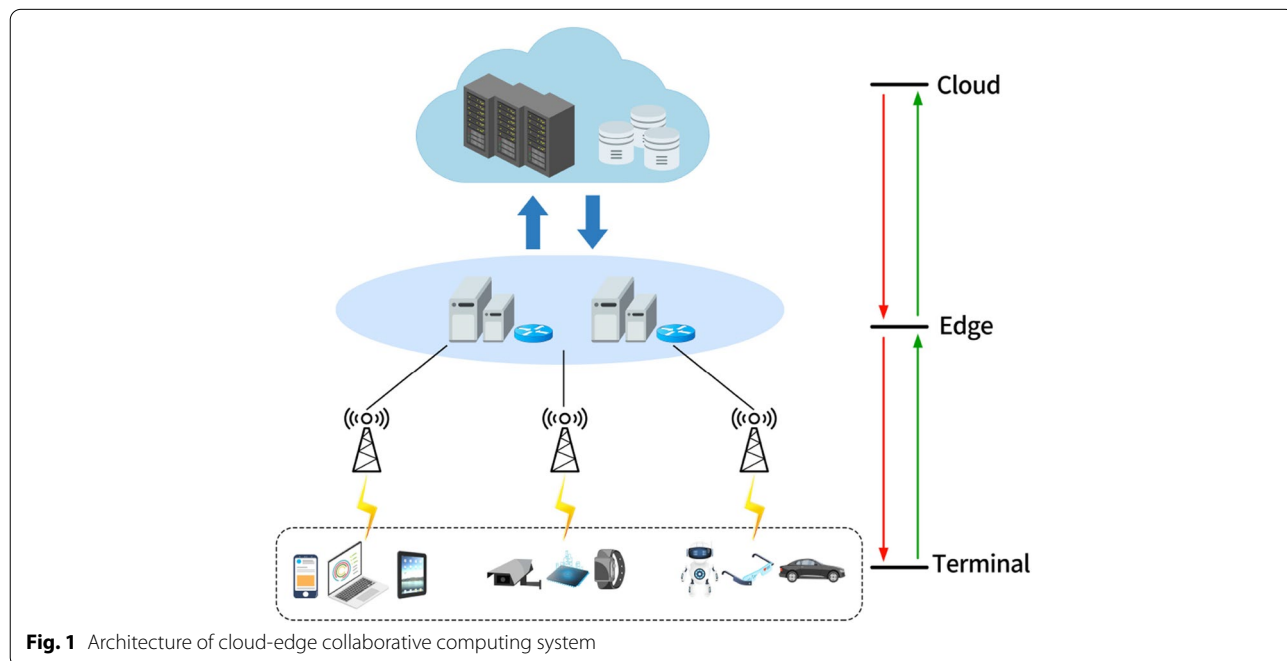 Cloud
Edge
Terminal
Fig. 1 Architecture of cloud-edge collaborative computing system